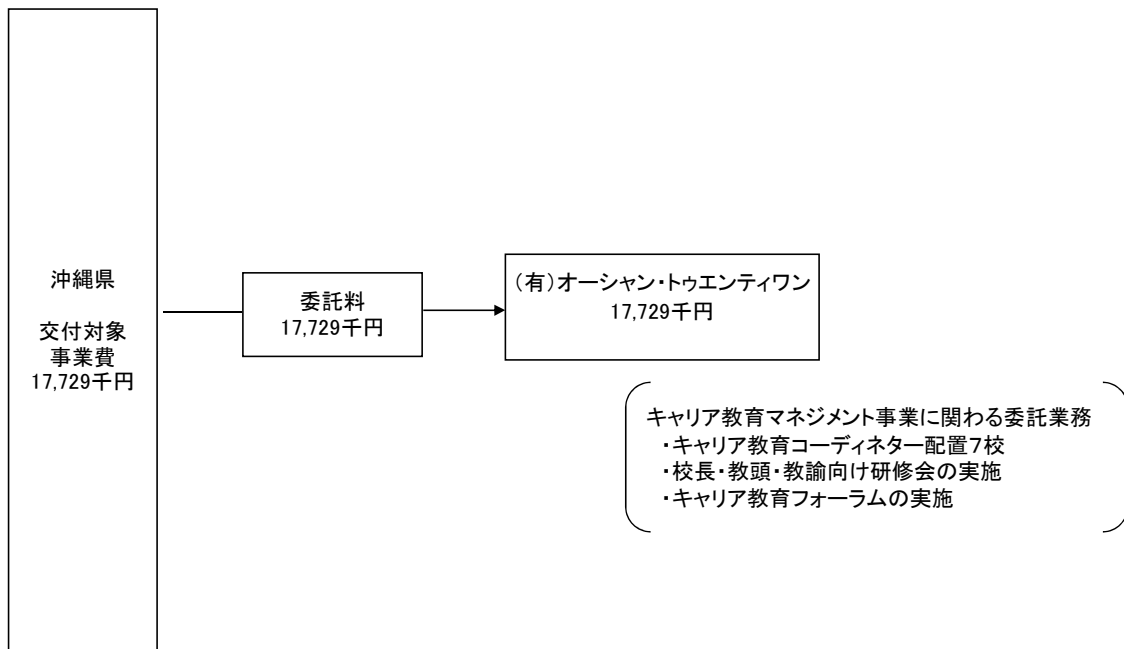 沖縄県
交付対象
事業費
17,729千円
委託料
17,729千円
（有）オーシャン・トゥエンティワン
17,729千円
キャリア教育マネジメント事業に関わる委託業務
・キャリア教育コーディネター配置７校
・校長・教頭・教諭向け研修会の実施
・キャリア教育フォーラムの実施